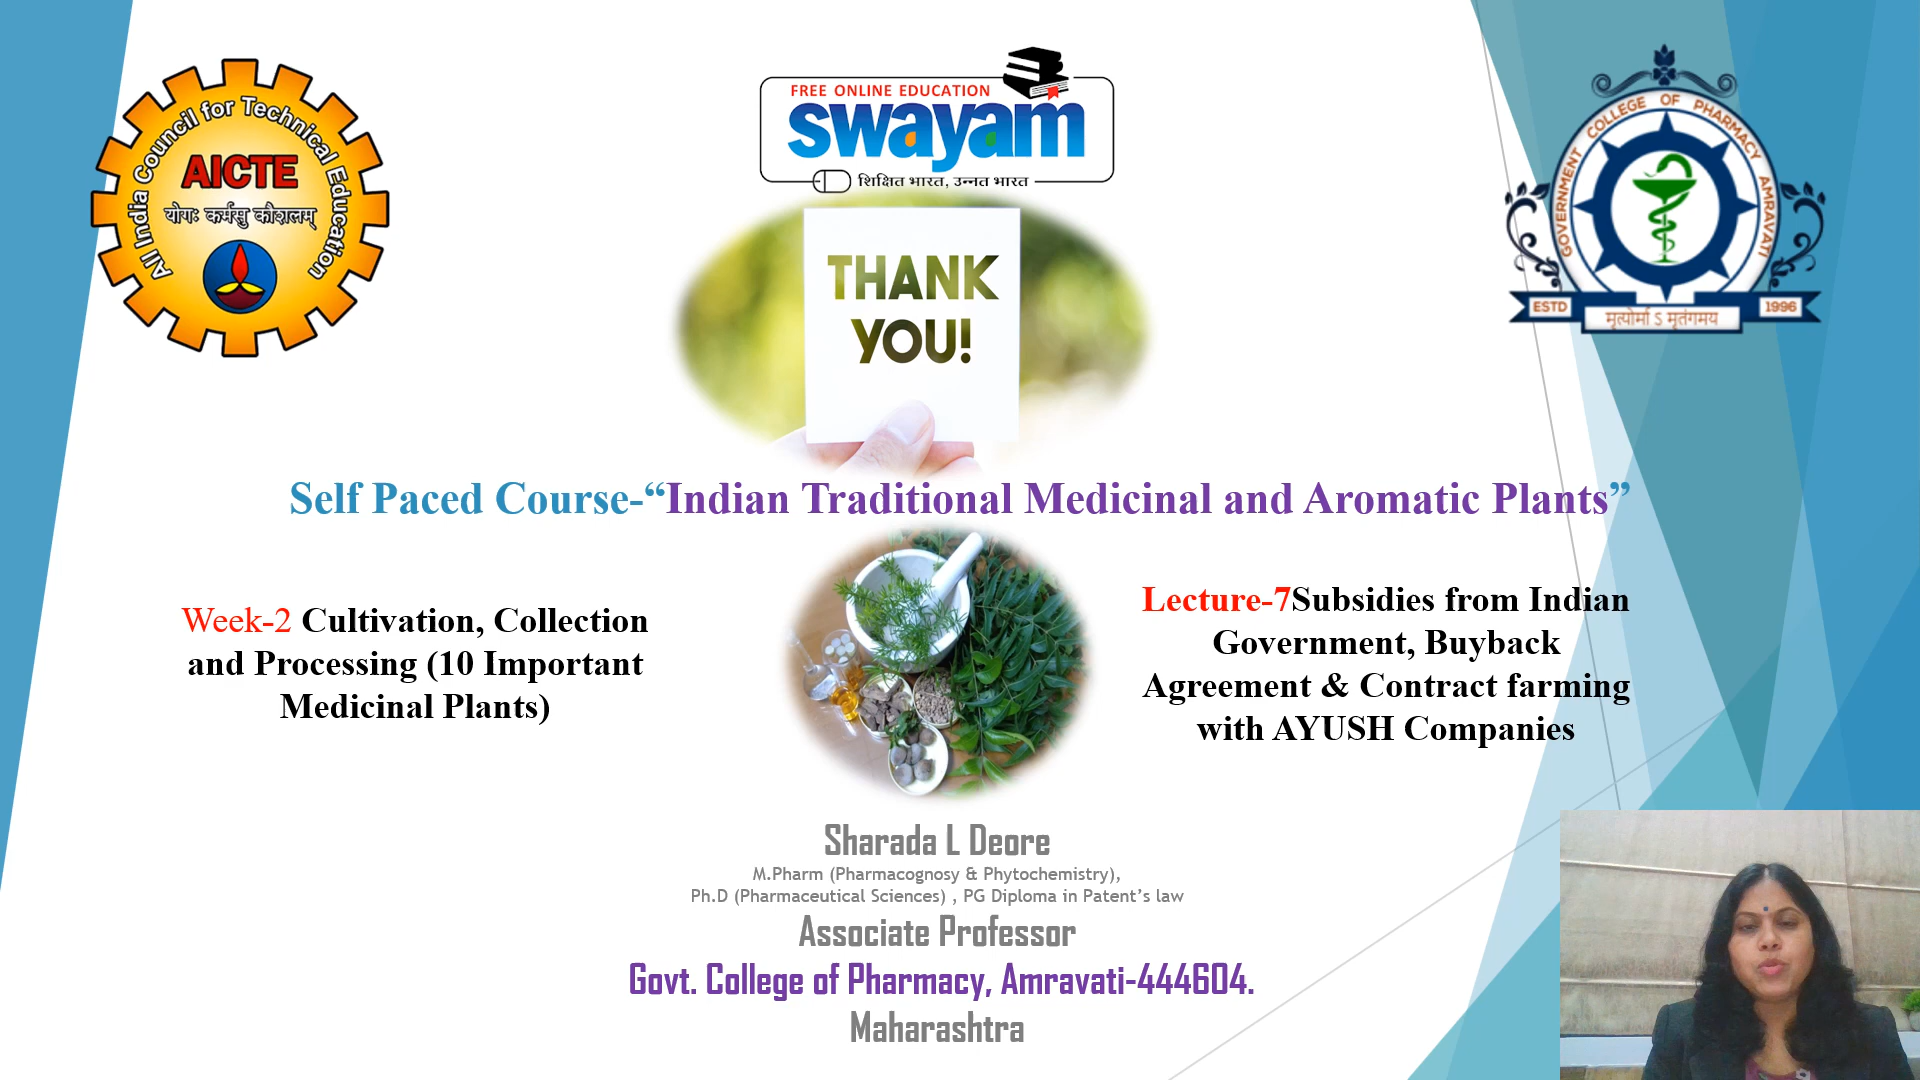 All India Council for Technical Education
AICTE
योगः कर्मसु कौशलम्
FREE ONLINE EDUCATION
swayam
शिक्षित भारत, उन्नत भारत
GOVERNMENT COLLEGE OF PHARMACY AMRAVATI
ESTD
1996
मृत्योर्मा ऽ मृतंगमय
THANK
YOU!
Self Paced Course-“Indian Traditional Medicinal and Aromatic Plants”
Week-2 Cultivation, Collection
and Processing (10 Important
Medicinal Plants)
Lecture-7Subsidies from Indian
Government, Buyback
Agreement & Contract farming
with AYUSH Companies
Sharada L Deore
M.Pharm (Pharmacognosy & Phytochemistry),
Ph.D (Pharmaceutical Sciences) , PG Diploma in Patent’s law
Associate Professor
Govt. College of Pharmacy, Amravati-444604.
Maharashtra